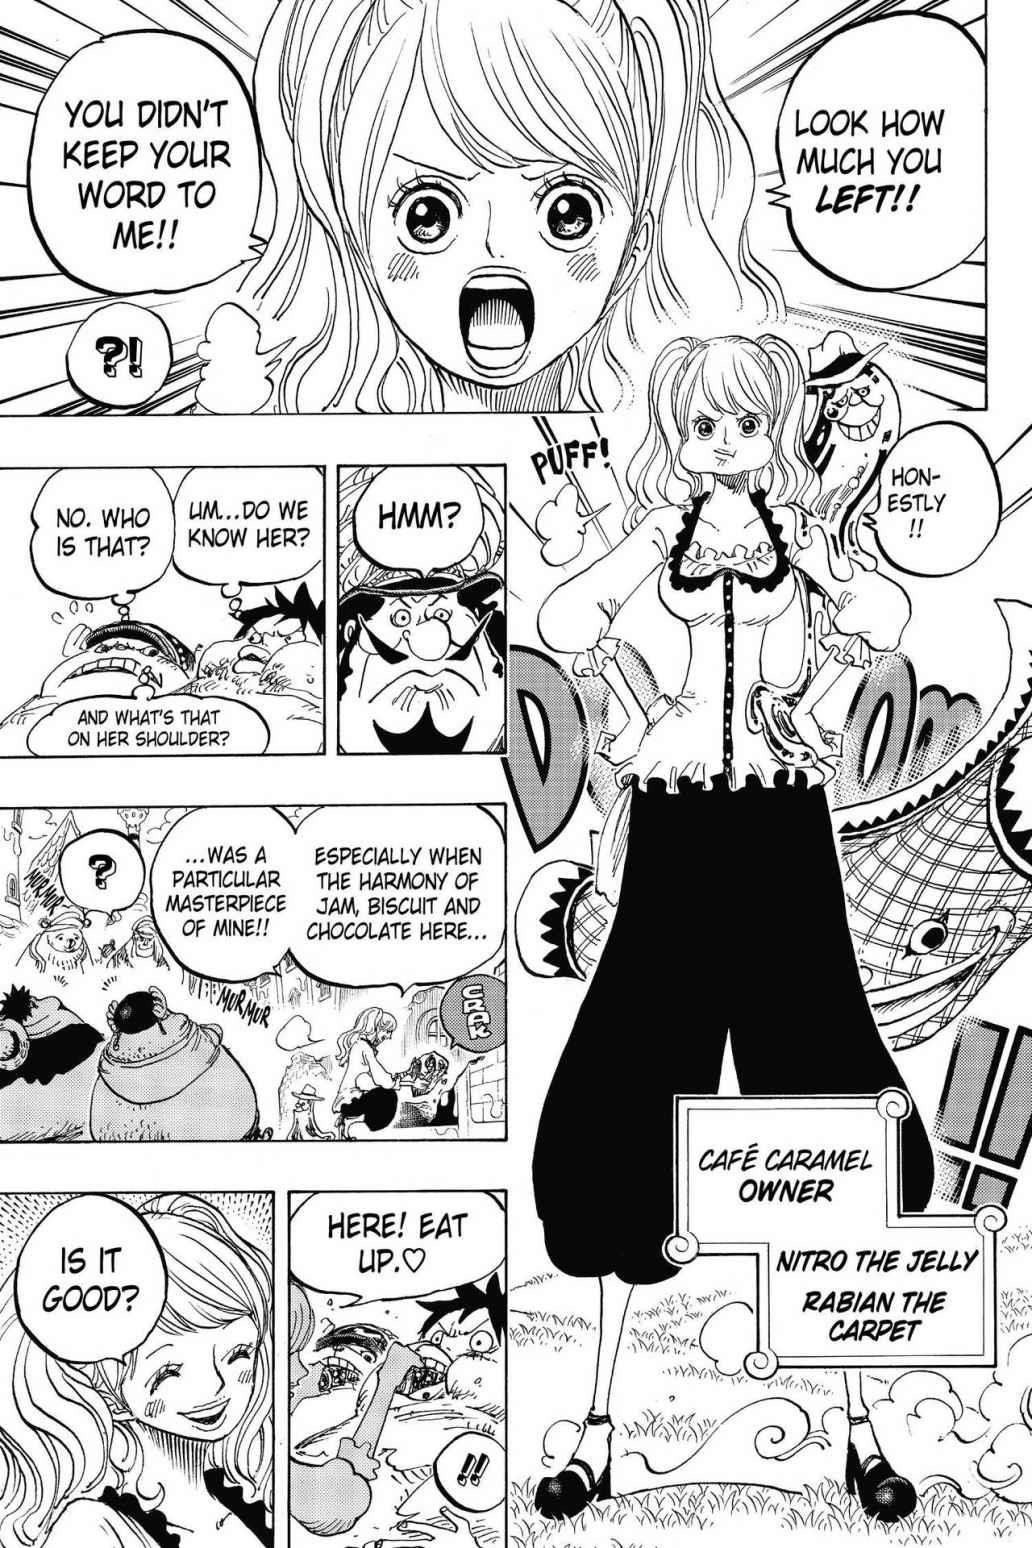 LOOK HOW
MUCH YOU
LEFT!!
YOU DIDN'T
KEEP YOUR
WORD TO
ME!!
?!
PUFF!
HON-
ESTLY
!!
HMM?
UM...DO WE
KNOW HER?
NO. WHO
IS THAT?
AND WHAT'S THAT
ON HER SHOULDER?
ESPECIALLY WHEN
THE HARMONY OF
JAM, BISCUIT AND
CHOCOLATE HERE...
...WAS A
PARTICULAR
MASTERPIECE
OF MINE!!
?
MURMUR
MURMUR
CRAK
CAFÉ CARAMEL
OWNER
NITRO THE JELLY
RABIAN THE
CARPET
HERE! EAT
UP.♡
!!
IS IT
GOOD?